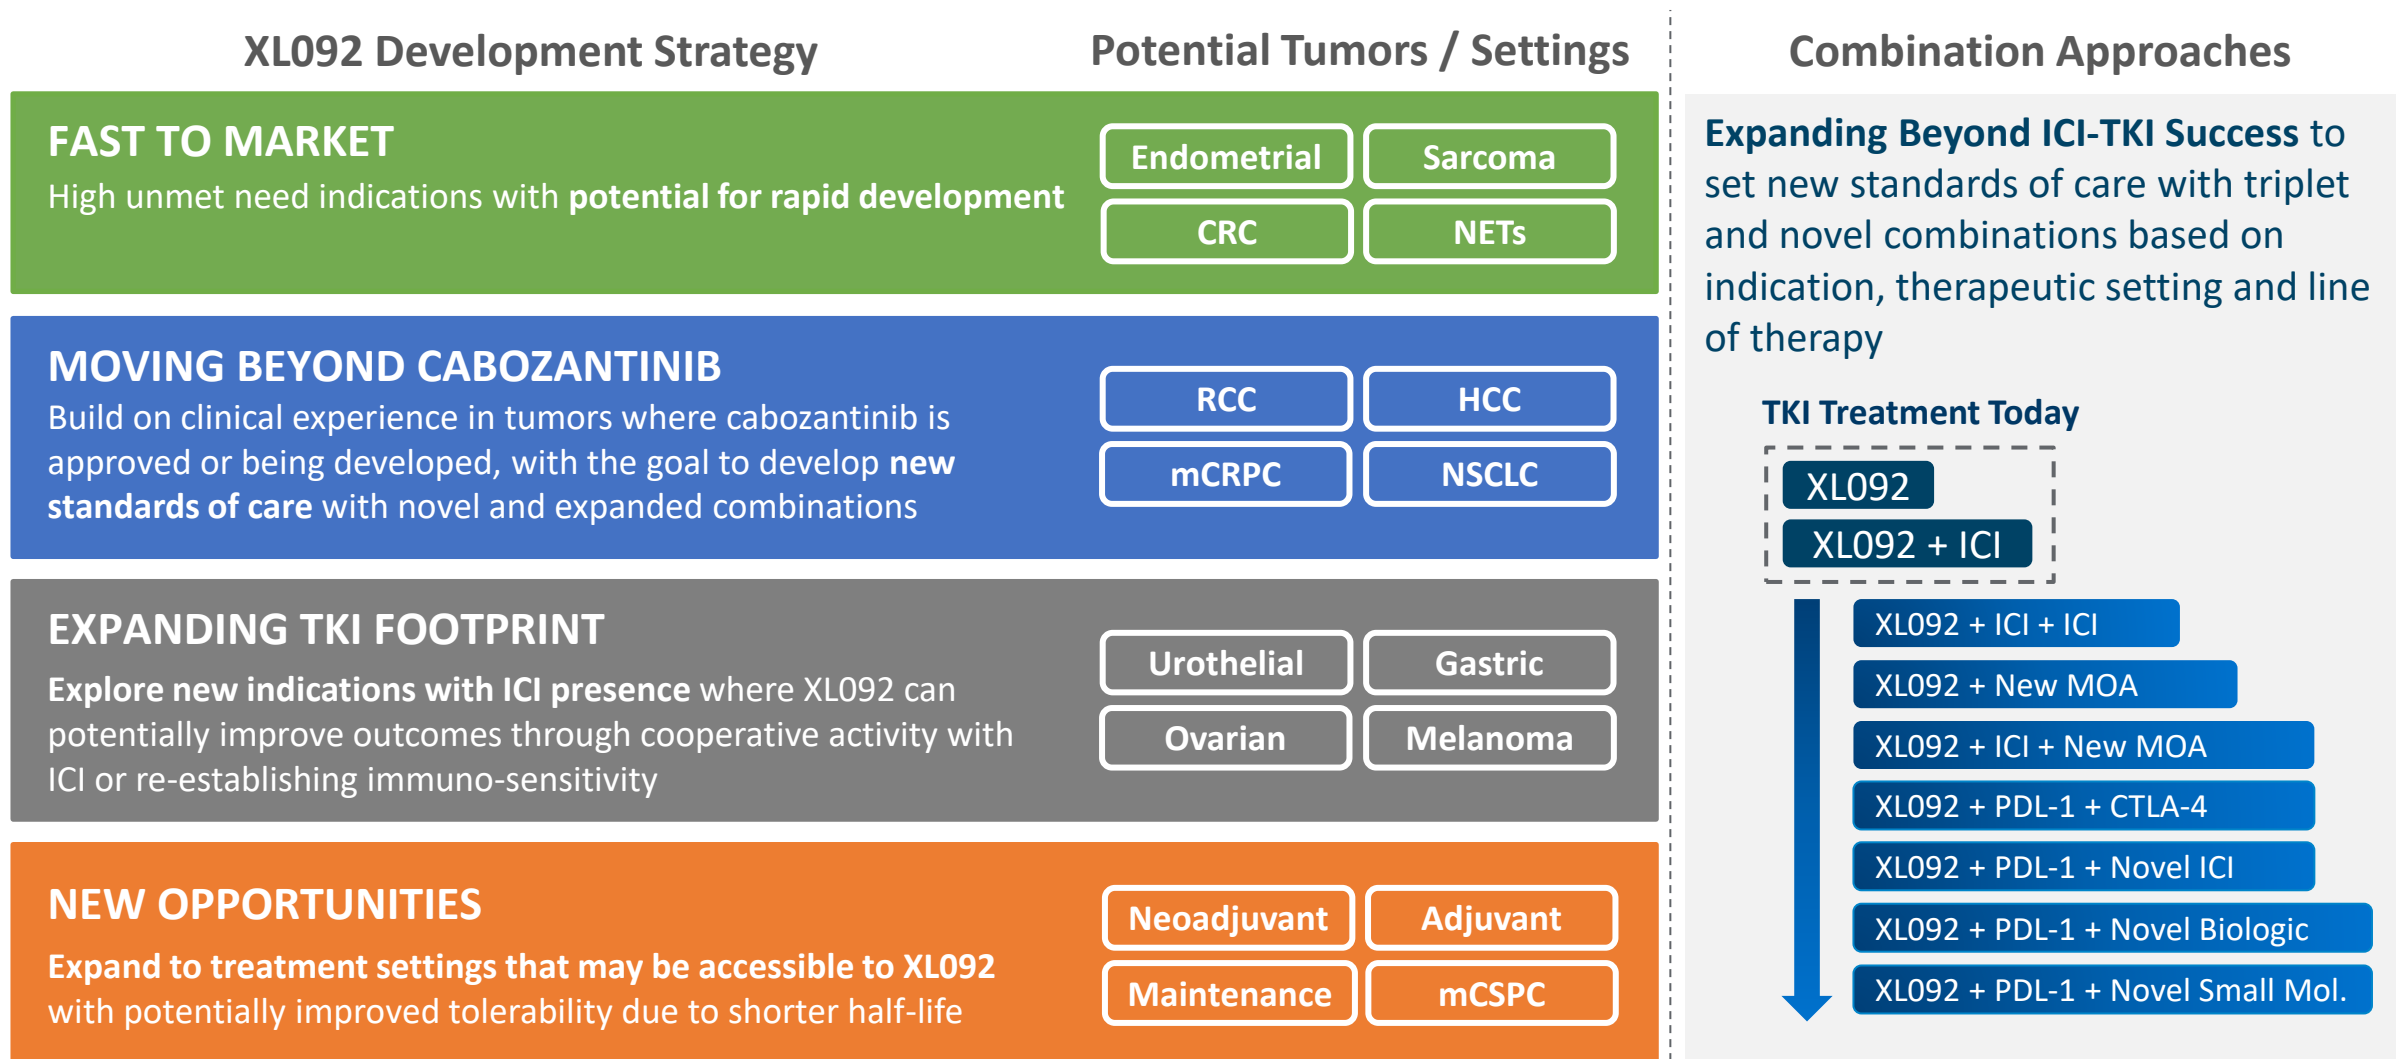 XL092 Development Strategy
Potential Tumors / Settings
FAST TO MARKET
High unmet need indications with potential for rapid development
Endometrial
Sarcoma
CRC
NETs
MOVING BEYOND CABOZANTINIB
Build on clinical experience in tumors where cabozantinib is
approved or being developed, with the goal to develop new
standards of care with novel and expanded combinations
RCC
HCC
mCRPC
NSCLC
EXPANDING TKI FOOTPRINT
Explore new indications with ICI presence where XL092 can
potentially improve outcomes through cooperative activity with
ICI or re-establishing immuno-sensitivity
Urothelial
Gastric
Ovarian
Melanoma
NEW OPPORTUNITIES
Expand to treatment settings that may be accessible to XL092
with potentially improved tolerability due to shorter half-life
Neoadjuvant
Adjuvant
Maintenance
mCSPC
Combination Approaches
Expanding Beyond ICI-TKI Success to
set new standards of care with triplet
and novel combinations based on
indication, therapeutic setting and line
of therapy
TKI Treatment Today
XL092
XL092 + ICI
XL092 + ICI + ICI
XL092 + New MOA
XL092 + ICI + New MOA
XL092 + PDL-1 + CTLA-4
XL092 + PDL-1 + Novel ICI
XL092 + PDL-1 + Novel Biologic
XL092 + PDL-1 + Novel Small Mol.